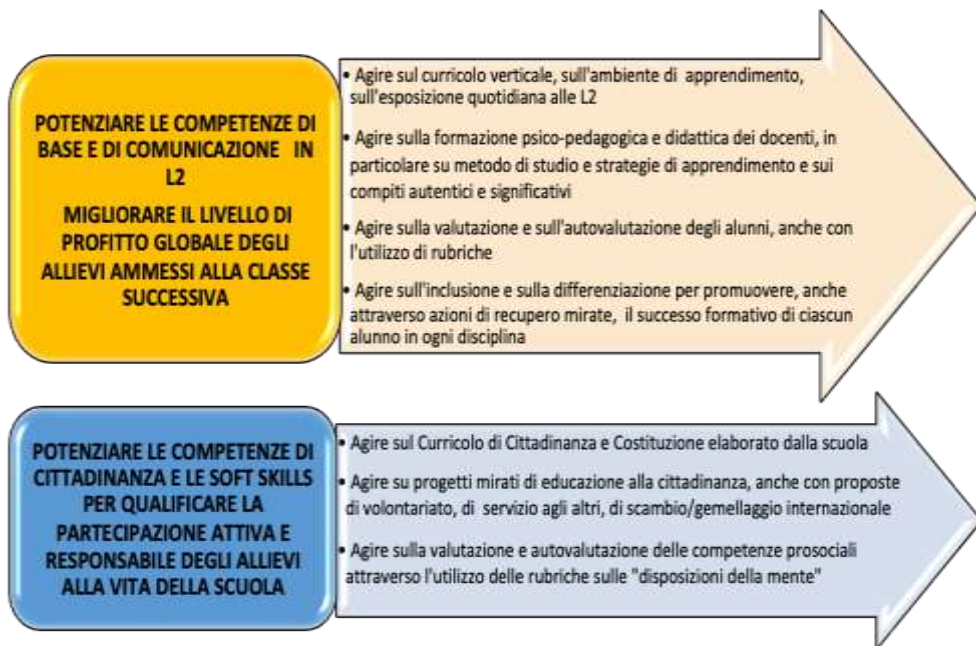 POTENZIARE LE COMPETENZE DI
BASE E DI COMUNICAZIONE IN
L2
MIGLIORARE IL LIVELLO DI
PROFITTO GLOBALE DEGLI
ALLIEVI AMMESSI ALLA CLASSE
SUCCESSIVA
• Agire sul curricolo verticale, sull'ambiente di apprendimento,
sull'esposizione quotidiana alle L2
• Agire sulla formazione psico-pedagogica e didattica dei docenti, in
particolare su metodo di studio e strategie di apprendimento e sui
compiti autentici e significativi
• Agire sulla valutazione e sull'autovalutazione degli alunni, anche con
l'utilizzo di rubriche
• Agire sull'inclusione e sulla differenziazione per promuovere, anche
attraverso azioni di recupero mirate, il successo formativo di ciascun
alunno in ogni disciplina
POTENZIARE LE COMPETENZE DI
CITTADINANZA E LE SOFT SKILLS
PER QUALIFICARE LA
PARTECIPAZIONE ATTIVA E
RESPONSABILE DEGLI ALLIEVI
ALLA VITA DELLA SCUOLA
• Agire sul Curricolo di Cittadinanza e Costituzione elaborato dalla scuola
• Agire su progetti mirati di educazione alla cittadinanza, anche con proposte
di volontariato, di servizio agli altri, di scambio/gemellaggio internazionale
• Agire sulla valutazione e autovalutazione delle competenze prosociali
attraverso l'utilizzo delle rubriche sulle "disposizioni della mente"